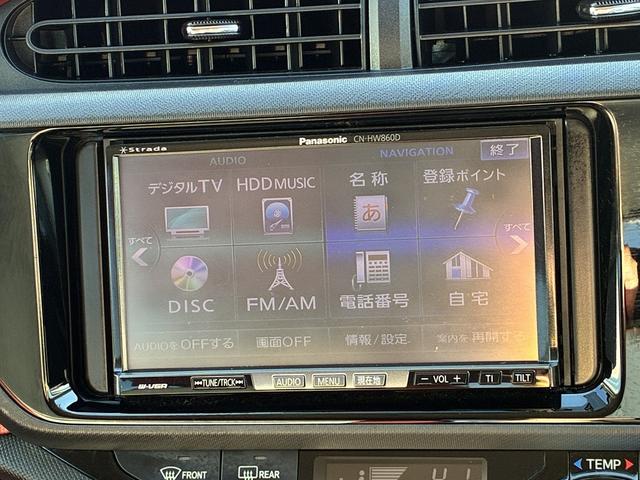 Strada
Panasonic CN-HW860D
AUDIO NAVIGATION 終了
デジタルTV HDD MUSIC 名称 登録ポイント
あ
すべて すべて
DISC FM/AM 電話番号 自宅
AUDIOをOFFする 画面OFF 情報/設定 案内を再開する
W-VGA TUNE/TRCK AUDIO MENU 現在地 − VOL + TI TILT
FRONT REAR TEMP